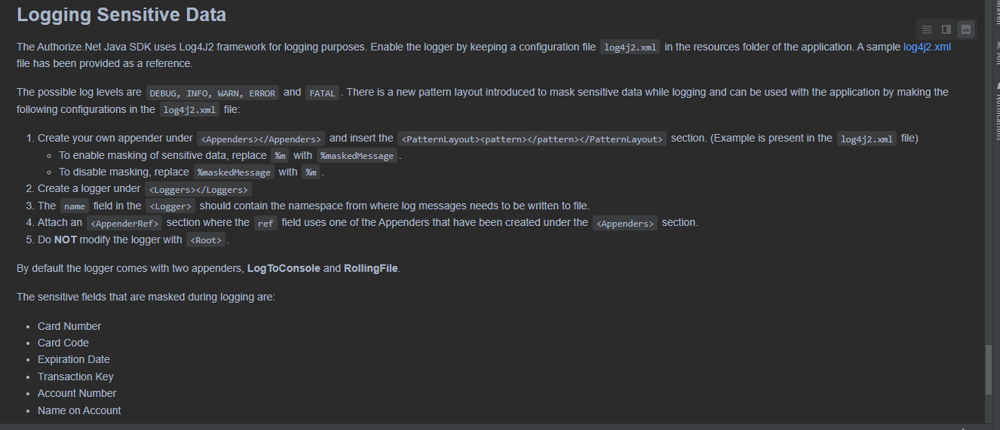 Logging Sensitive Data
The Authorize.Net Java SDK uses Log4J2 framework for logging purposes. Enable the logger by keeping a configuration file log4j2.xml in the resources folder of the application. A sample log4j2.xml
file has been provided as a reference.
The possible log levels are DEBUG, INFO, WARN, ERROR and FATAL . There is a new pattern layout introduced to mask sensitive data while logging and can be used with the application by making the
following configurations in the log4j2.xml file:
1. Create your own appender under <Appenders></Appenders> and insert the <PatternLayout><pattern></pattern></PatternLayout> section. (Example is present in the log4j2.xml file)
◦ To enable masking of sensitive data, replace %m with %maskedMessage .
◦ To disable masking, replace %maskedMessage with %m .
2. Create a logger under <Loggers></Loggers>
3. The name field in the <Logger> should contain the namespace from where log messages needs to be written to file.
4. Attach an <AppenderRef> section where the ref field uses one of the Appenders that have been created under the <Appenders> section.
5. Do NOT modify the logger with <Root> .
By default the logger comes with two appenders, LogToConsole and RollingFile.
The sensitive fields that are masked during logging are:
• Card Number
• Card Code
• Expiration Date
• Transaction Key
• Account Number
• Name on Account
Maven
Ant
Notifications